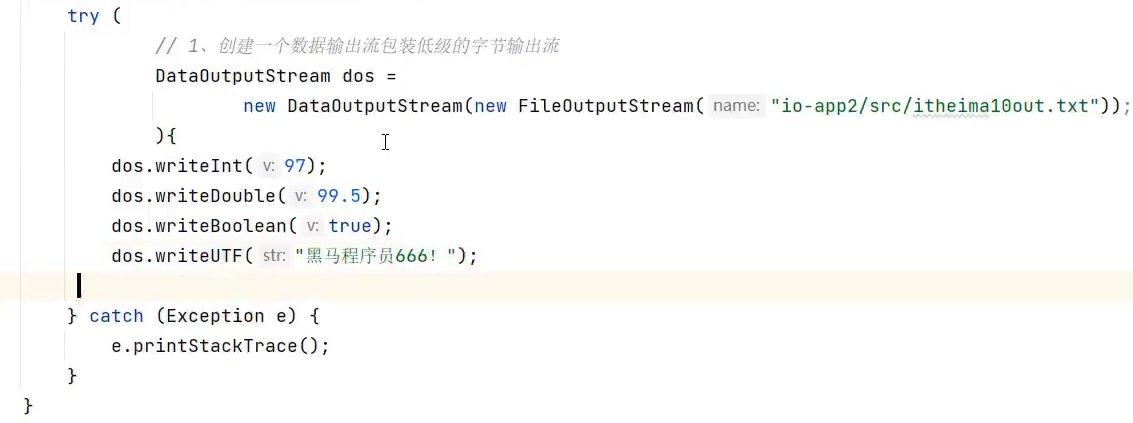 try (
// 1、创建一个数据输出流包装低级的字节输出流
DataOutputStream dos =
new DataOutputStream(new FileOutputStream( name: "io-app2/src/itheima10out.txt"));
){
dos.writeInt( v: 97);
dos.writeDouble( v: 99.5);
dos.writeBoolean( v: true);
dos.writeUTF( str: "黑马程序员666！");
} catch (Exception e) {
e.printStackTrace();
}
}